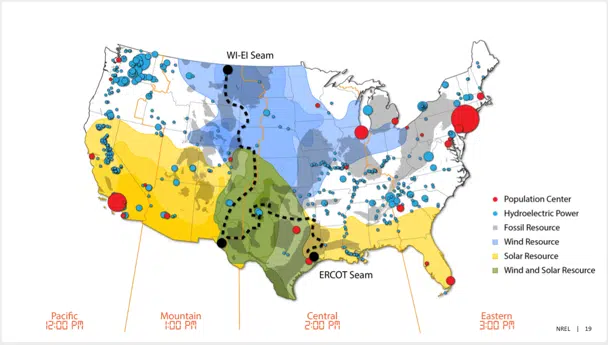 WI-EI Seam
Population Center
Hydroelectric Power
Fossil Resource
Wind Resource
Solar Resource
Wind and Solar Resource
ERCOT Seam
Pacific
12:00 PM
Mountain
1:00 PM
Central
2:00 PM
Eastern
3:00 PM
NREL | 19